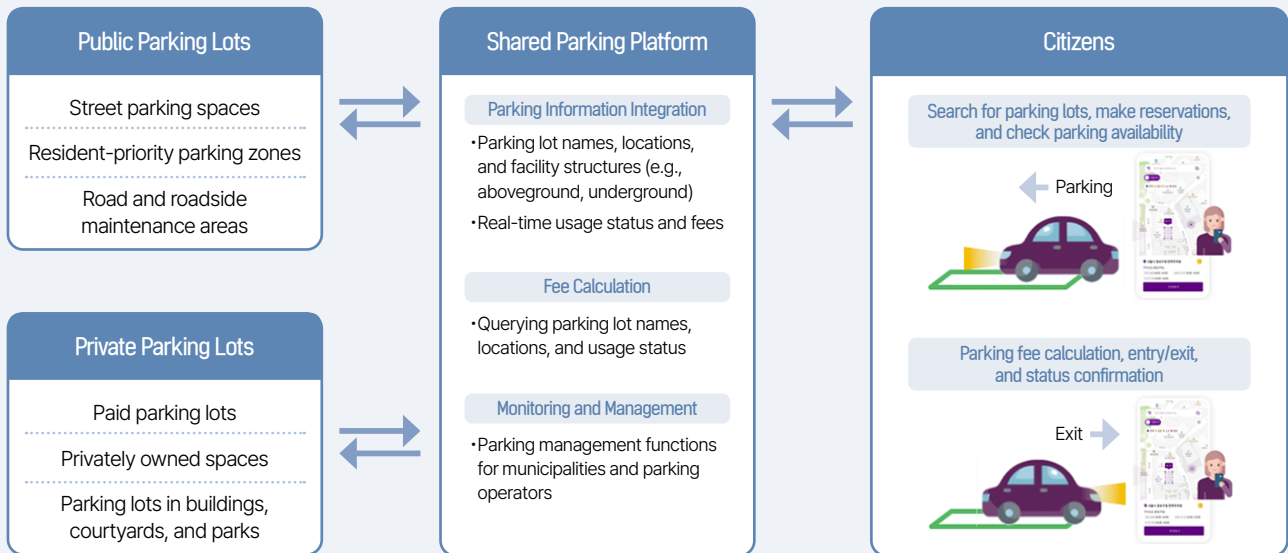 Public Parking Lots
Street parking spaces
Resident-priority parking zones
Road and roadside
maintenance areas
Private Parking Lots
Paid parking lots
Privately owned spaces
Parking lots in buildings,
courtyards, and parks
Shared Parking Platform
Parking Information Integration
·Parking lot names, locations,
and facility structures (e.g.,
aboveground, underground)
·Real-time usage status and fees
Fee Calculation
·Querying parking lot names,
locations, and usage status
Monitoring and Management
·Parking management functions
for municipalities and parking
operators
Citizens
Search for parking lots, make reservations,
and check parking availability
Parking
Parking fee calculation, entry/exit,
and status confirmation
Exit